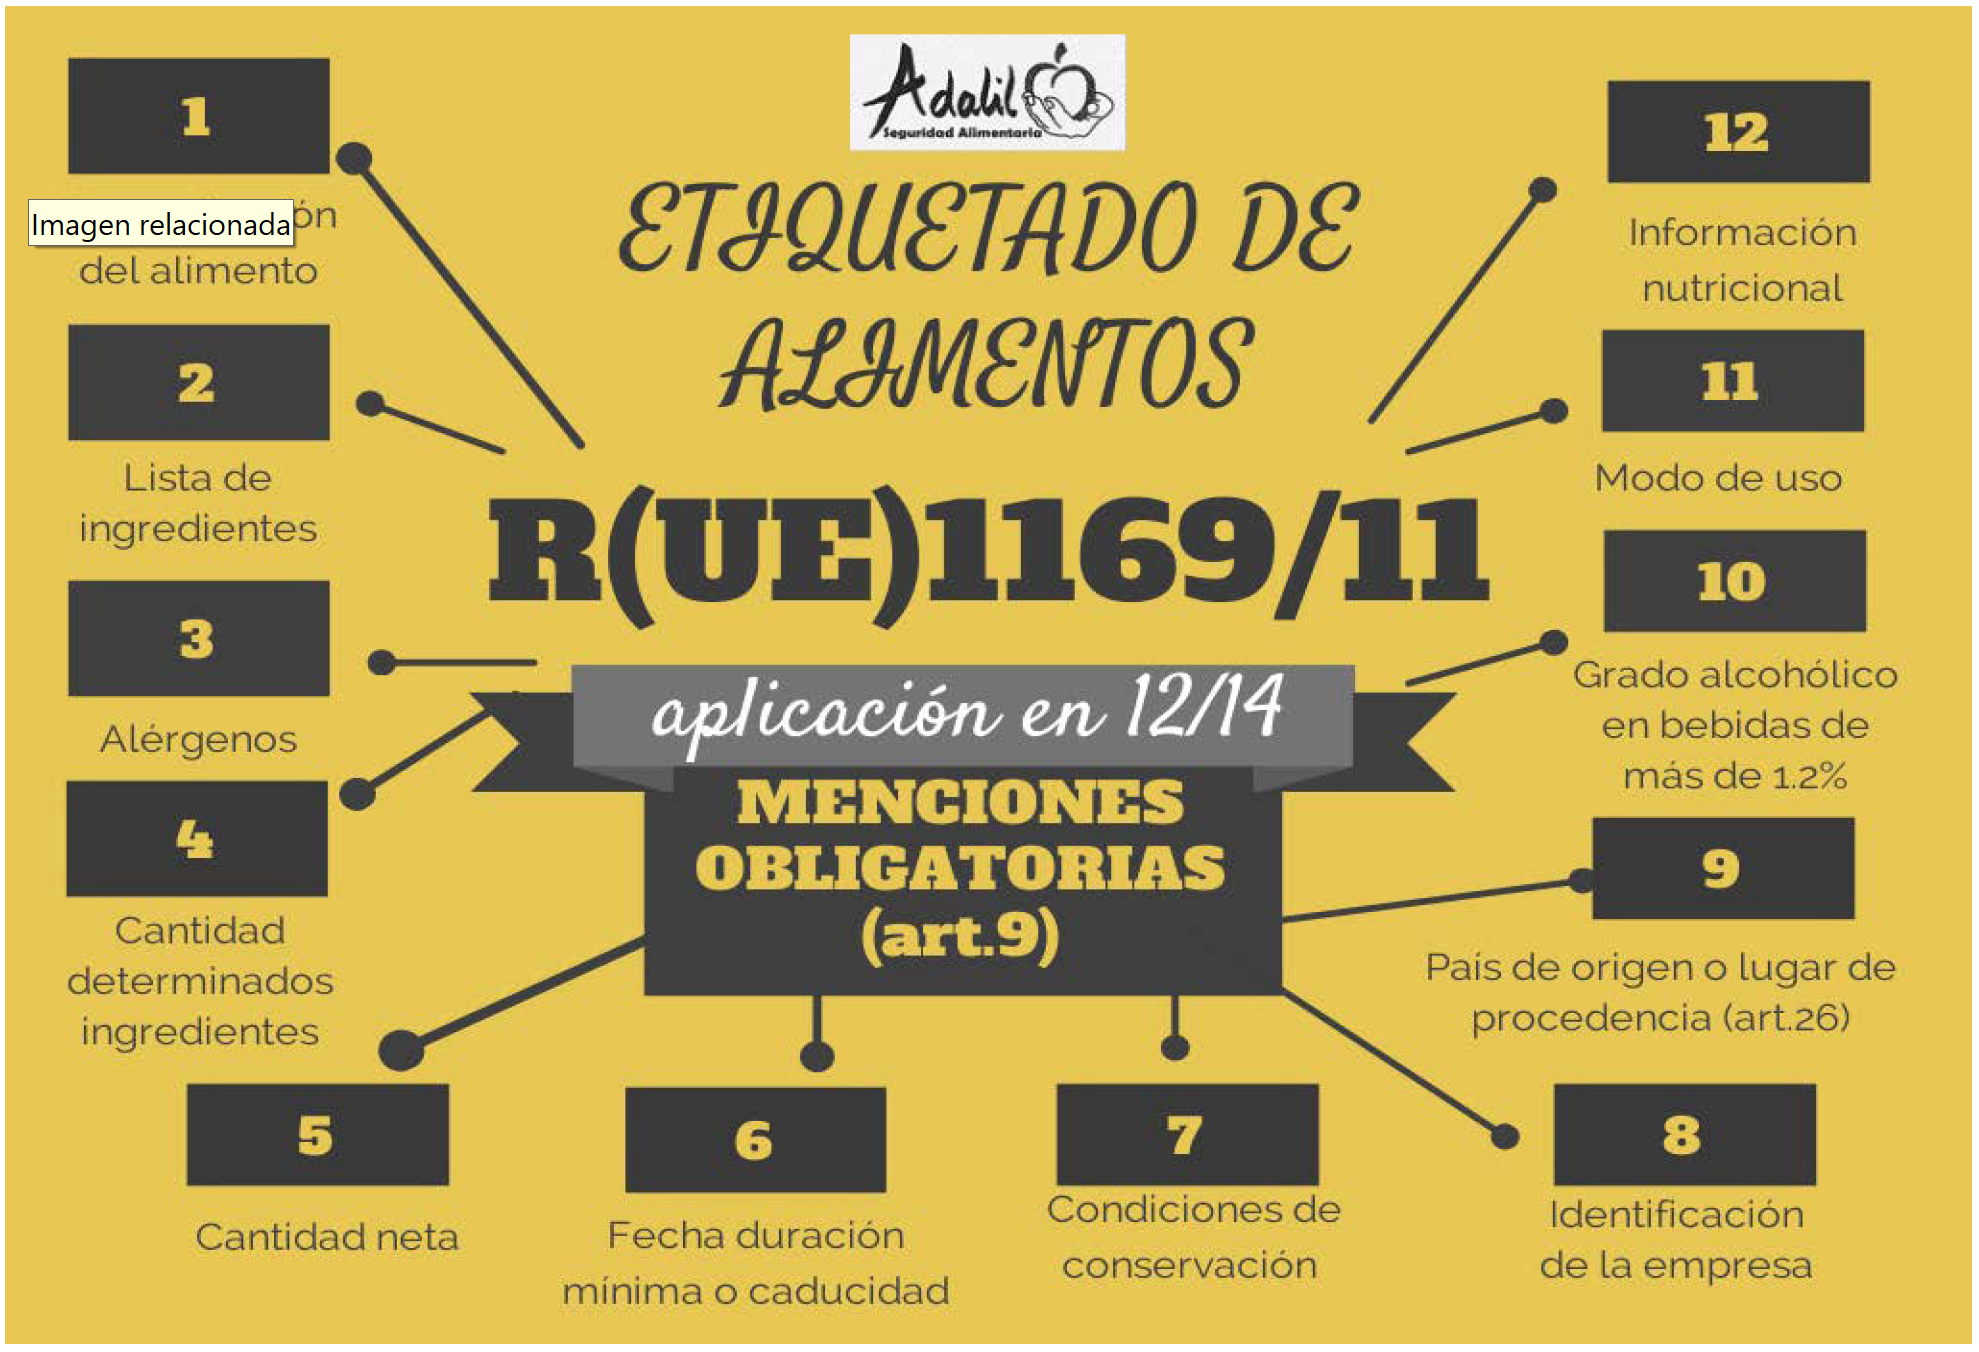 Adalil
Seguridad Alimentaria
ETIQUETADO DE
ALIMENTOS
R(UE)1169/11
aplicación en 12/14
MENCIONES
OBLIGATORIAS
(art.9)
1
Imagen relacionada
del alimento
2
Lista de
ingredientes
3
Alérgenos
4
Cantidad
determinados
ingredientes
5
Cantidad neta
6
Fecha duración
mínima o caducidad
7
Condiciones de
conservación
8
Identificación
de la empresa
9
País de origen o lugar de
procedencia (art.26)
10
Grado alcohólico
en bebidas de
más de 1.2%
11
Modo de uso
12
Información
nutricional